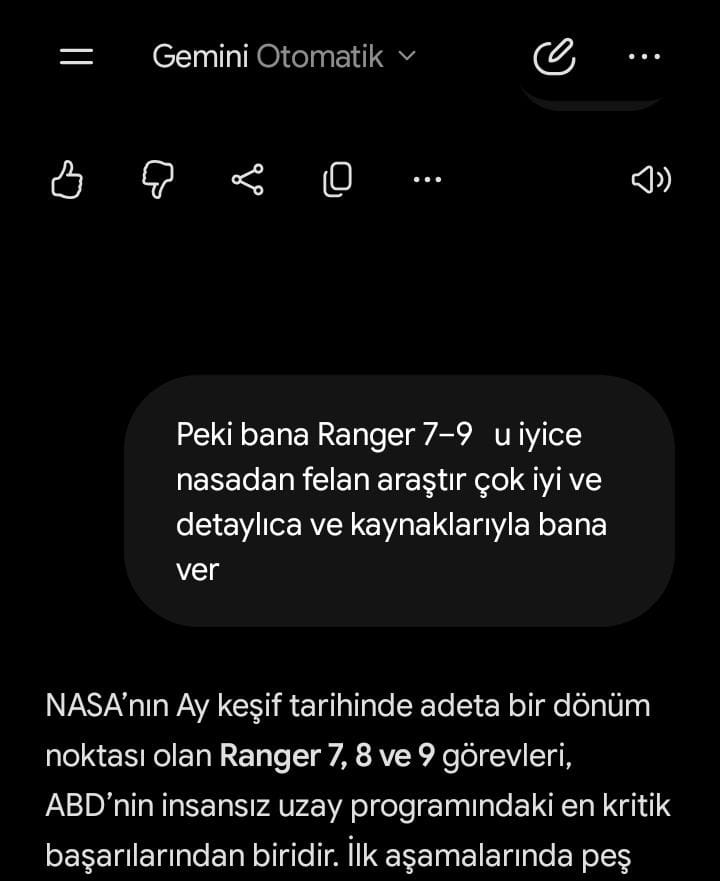 Gemini Otomatik
Peki bana Ranger 7–9 u iyice
nasadan felan araştır çok iyi ve
detaylıca ve kaynaklarıyla bana
ver
NASA’nın Ay keşif tarihinde adeta bir dönüm
noktası olan Ranger 7, 8 ve 9 görevleri,
ABD’nin insansız uzay programındaki en kritik
başarılarından biridir. İlk aşamalarında peş